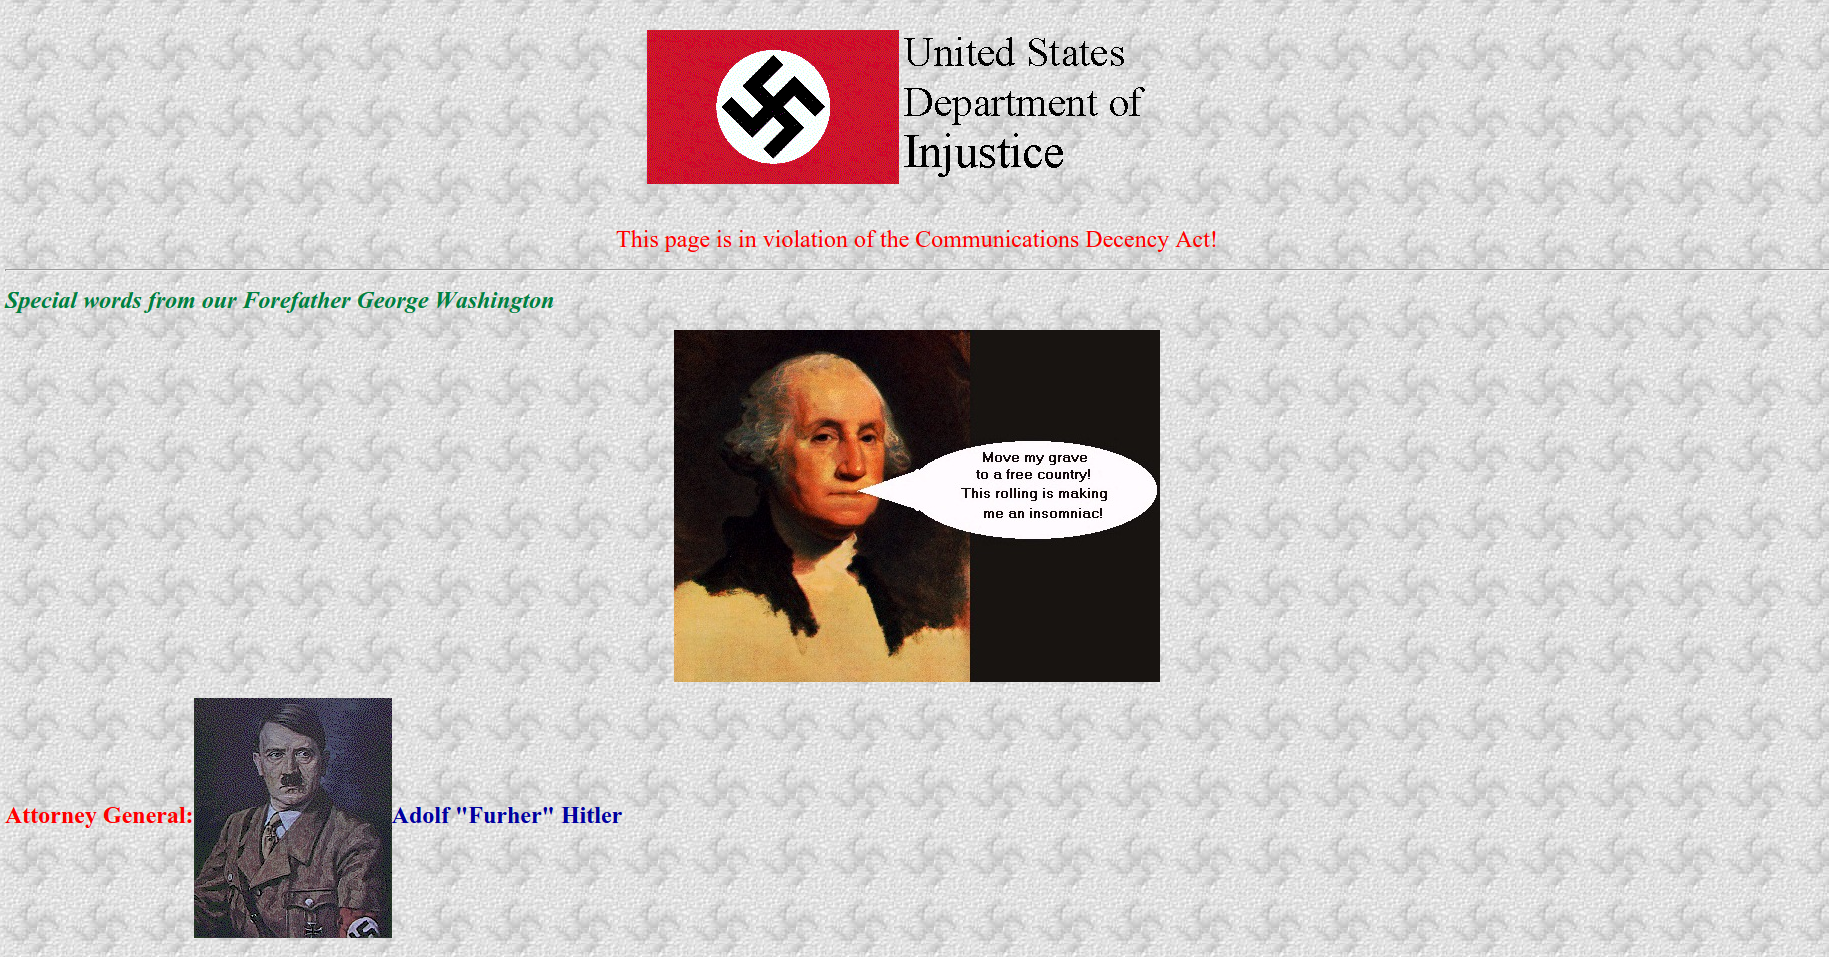 United States
Department of
Injustice
This page is in violation of the Communications Decency Act!
Special words from our Forefather George Washington
Move my grave
to a free country!
This rolling is making
me an insomniac!
Attorney General:
Adolf "Furher" Hitler